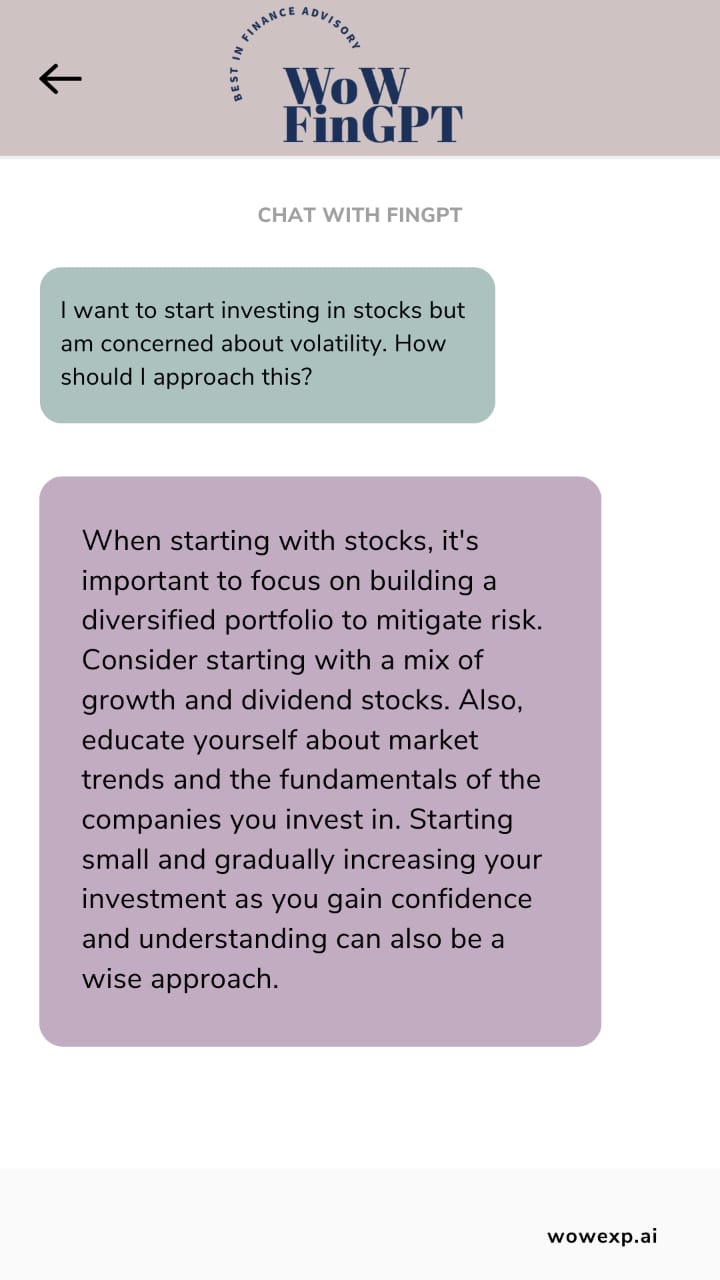 BEST IN FINANCE ADVISORY
WoW
FinGPT
CHAT WITH FINGPT
I want to start investing in stocks but
am concerned about volatility. How
should I approach this?
When starting with stocks, it's
important to focus on building a
diversified portfolio to mitigate risk.
Consider starting with a mix of
growth and dividend stocks. Also,
educate yourself about market
trends and the fundamentals of the
companies you invest in. Starting
small and gradually increasing your
investment as you gain confidence
and understanding can also be a
wise approach.
wowexp.ai